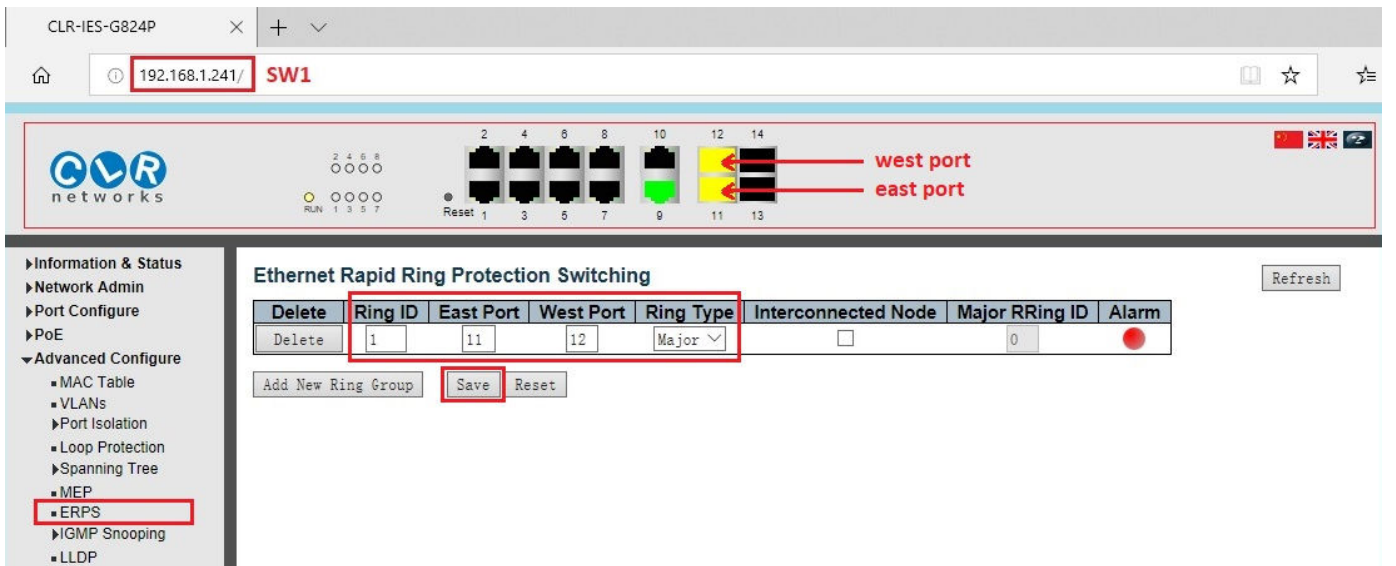 CLR-IES-G824P
192.168.1.241/ SW1
2 4 6 8 10 12 14
2 4 6 8
CLR
networks
RUN 1 3 5 7
Reset 1 3 5 7 9 11 13
west port
east port
Information & Status
Network Admin
Port Configure
PoE
Advanced Configure
MAC Table
VLANs
Port Isolation
Loop Protection
Spanning Tree
MEP
ERPS
IGMP Snooping
LLDP
Ethernet Rapid Ring Protection Switching
Refresh
Delete Ring ID East Port West Port Ring Type Interconnected Node Major RRing ID Alarm
Delete 1 11 12 Major 0
Add New Ring Group Save Reset